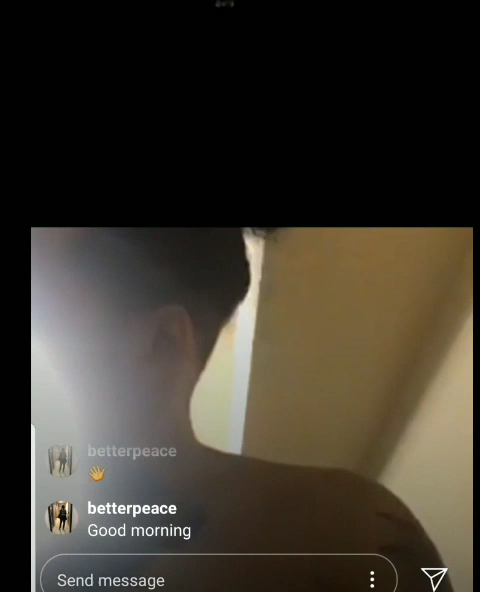 betterpeace
👋
betterpeace
Good morning
Send message